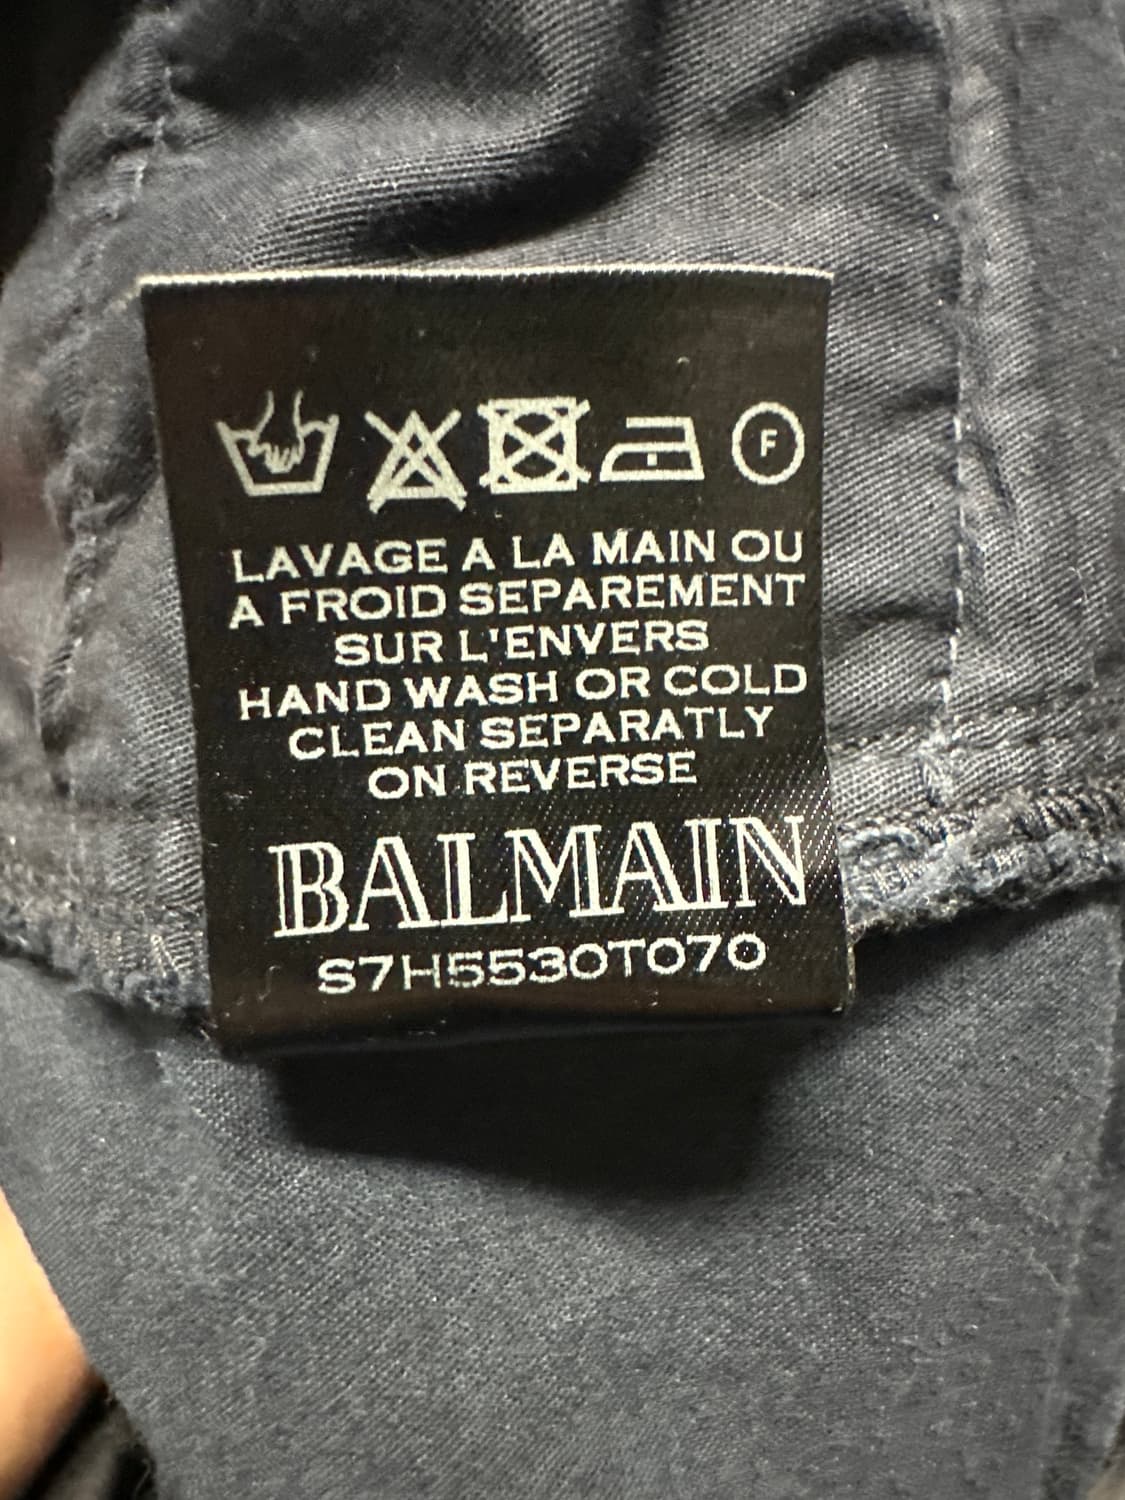 F
LAVAGE A LA MAIN OU
A FROID SEPAREMENT
SUR L'ENVERS
HAND WASH OR COLD
CLEAN SEPARATLY
ON REVERSE
BALMAIN
S7H5530T070